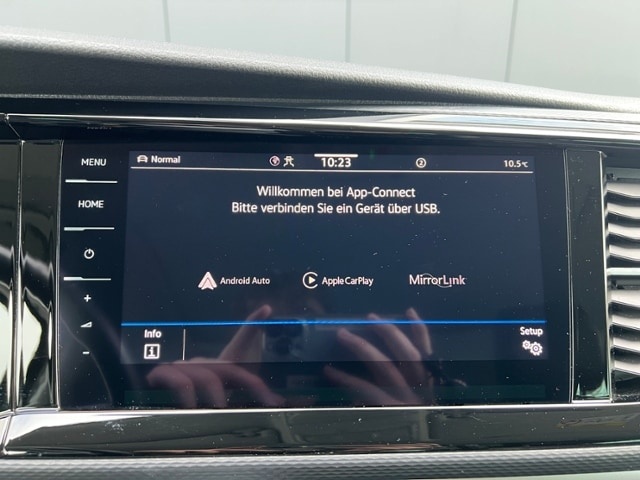 MENU
HOME
+
-
Normal
10:23
2
10.5°C
Willkommen bei App-Connect
Bitte verbinden Sie ein Gerät über USB.
Android Auto
Apple CarPlay
MirrorLink
Info
Setup